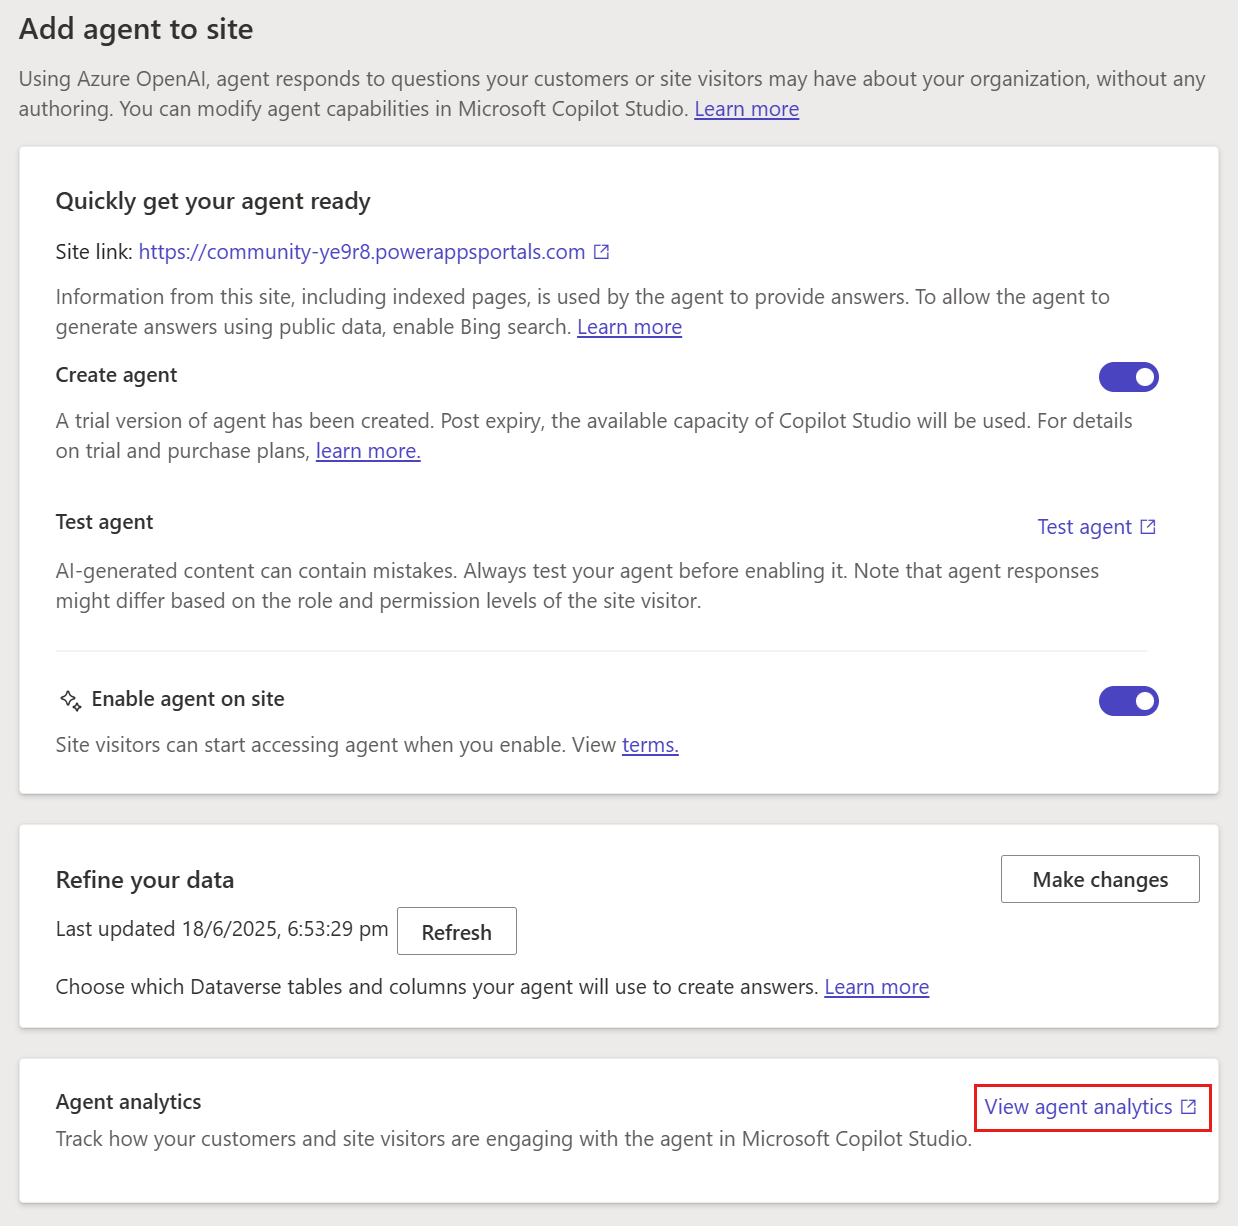 Add agent to site
Using Azure OpenAI, agent responds to questions your customers or site visitors may have about your organization, without any
authoring. You can modify agent capabilities in Microsoft Copilot Studio. Learn more
Quickly get your agent ready
Site link: https://community-ye9r8.powerappsportals.com
Information from this site, including indexed pages, is used by the agent to provide answers. To allow the agent to
generate answers using public data, enable Bing search. Learn more
Create agent
A trial version of agent has been created. Post expiry, the available capacity of Copilot Studio will be used. For details
on trial and purchase plans, learn more.
Test agent
Test agent
AI-generated content can contain mistakes. Always test your agent before enabling it. Note that agent responses
might differ based on the role and permission levels of the site visitor.
Enable agent on site
Site visitors can start accessing agent when you enable. View terms.
Refine your data
Make changes
Last updated 18/6/2025, 6:53:29 pm
Refresh
Choose which Dataverse tables and columns your agent will use to create answers. Learn more
Agent analytics
View agent analytics
Track how your customers and site visitors are engaging with the agent in Microsoft Copilot Studio.